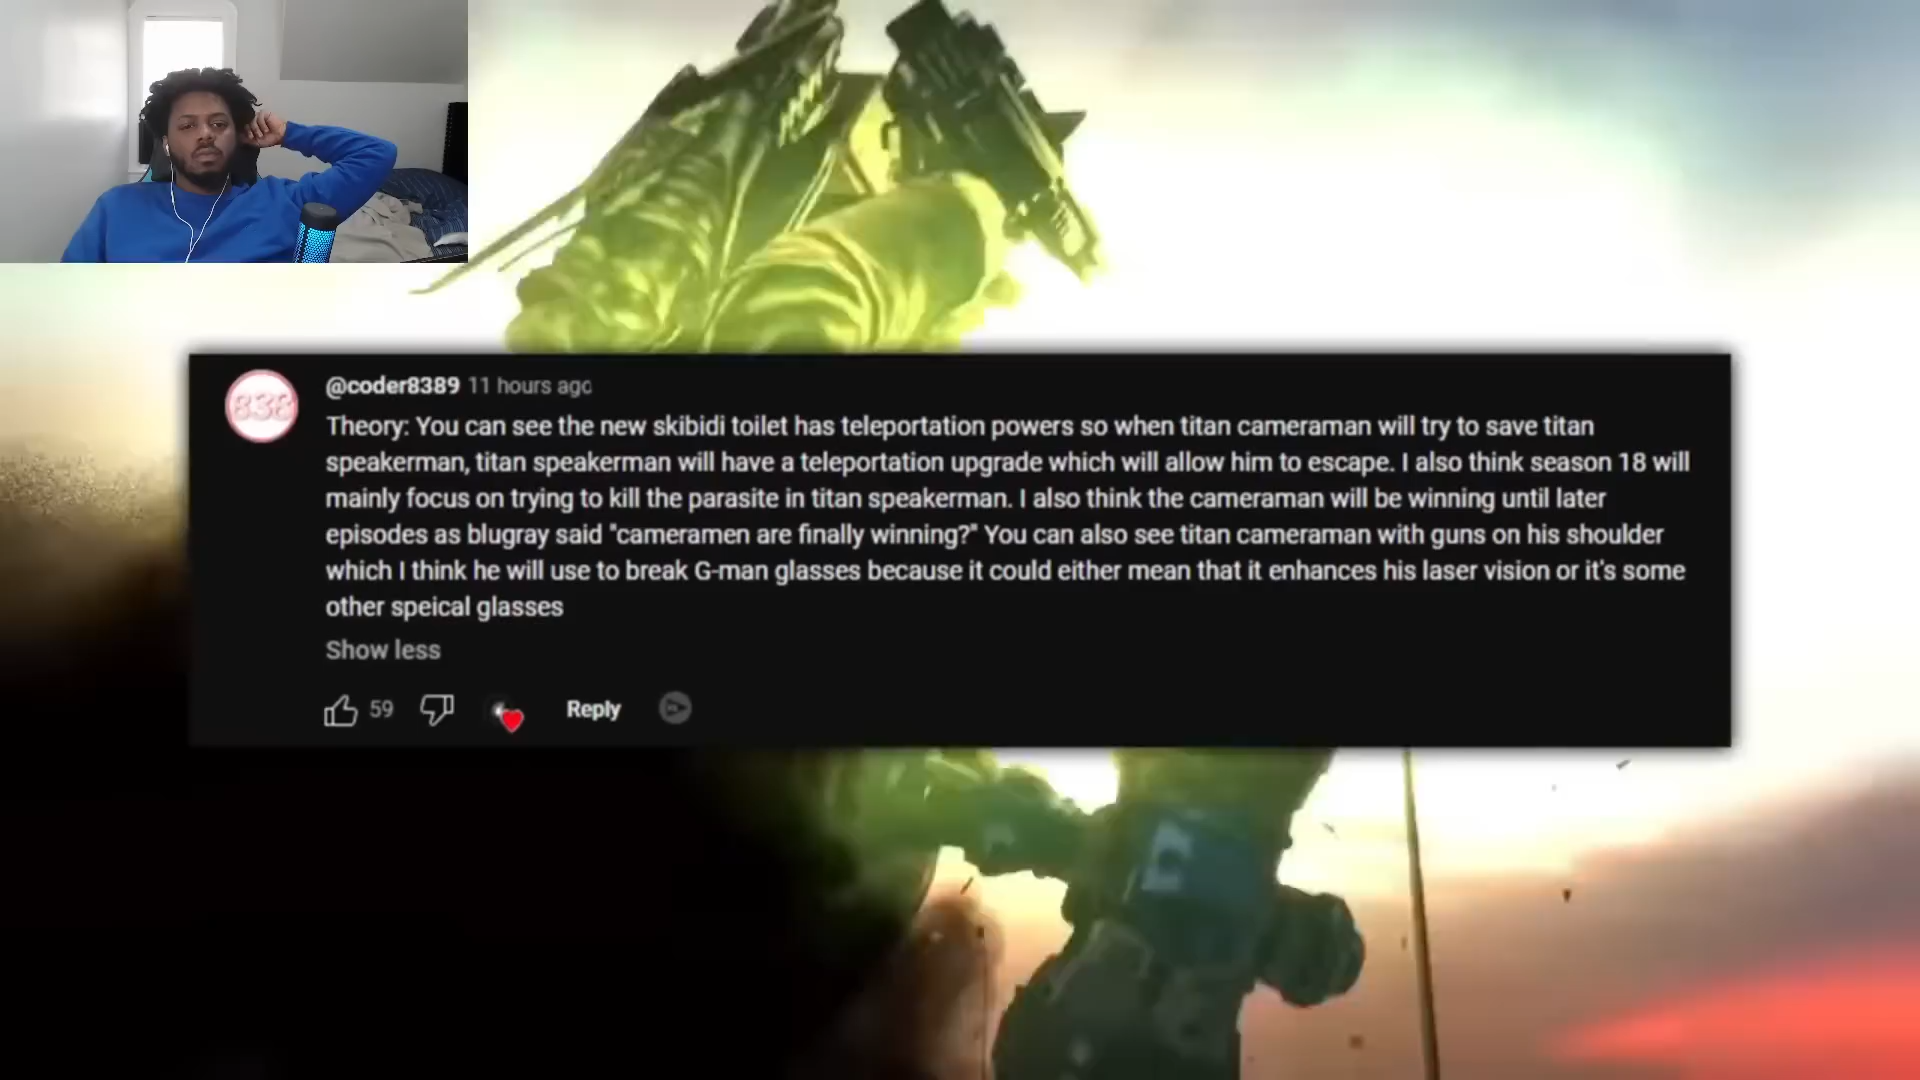 838
@coder8389 11 hours ago
Theory: You can see the new skibidi toilet has teleportation powers so when titan cameraman will try to save titan
speakerman, titan speakerman will have a teleportation upgrade which will allow him to escape. I also think season 18 will
mainly focus on trying to kill the parasite in titan speakerman. I also think the cameraman will be winning until later
episodes as blugray said "cameramen are finally winning?" You can also see titan cameraman with guns on his shoulder
which I think he will use to break G-man glasses because it could either mean that it enhances his laser vision or it's some
other speical glasses
Show less
59
Reply